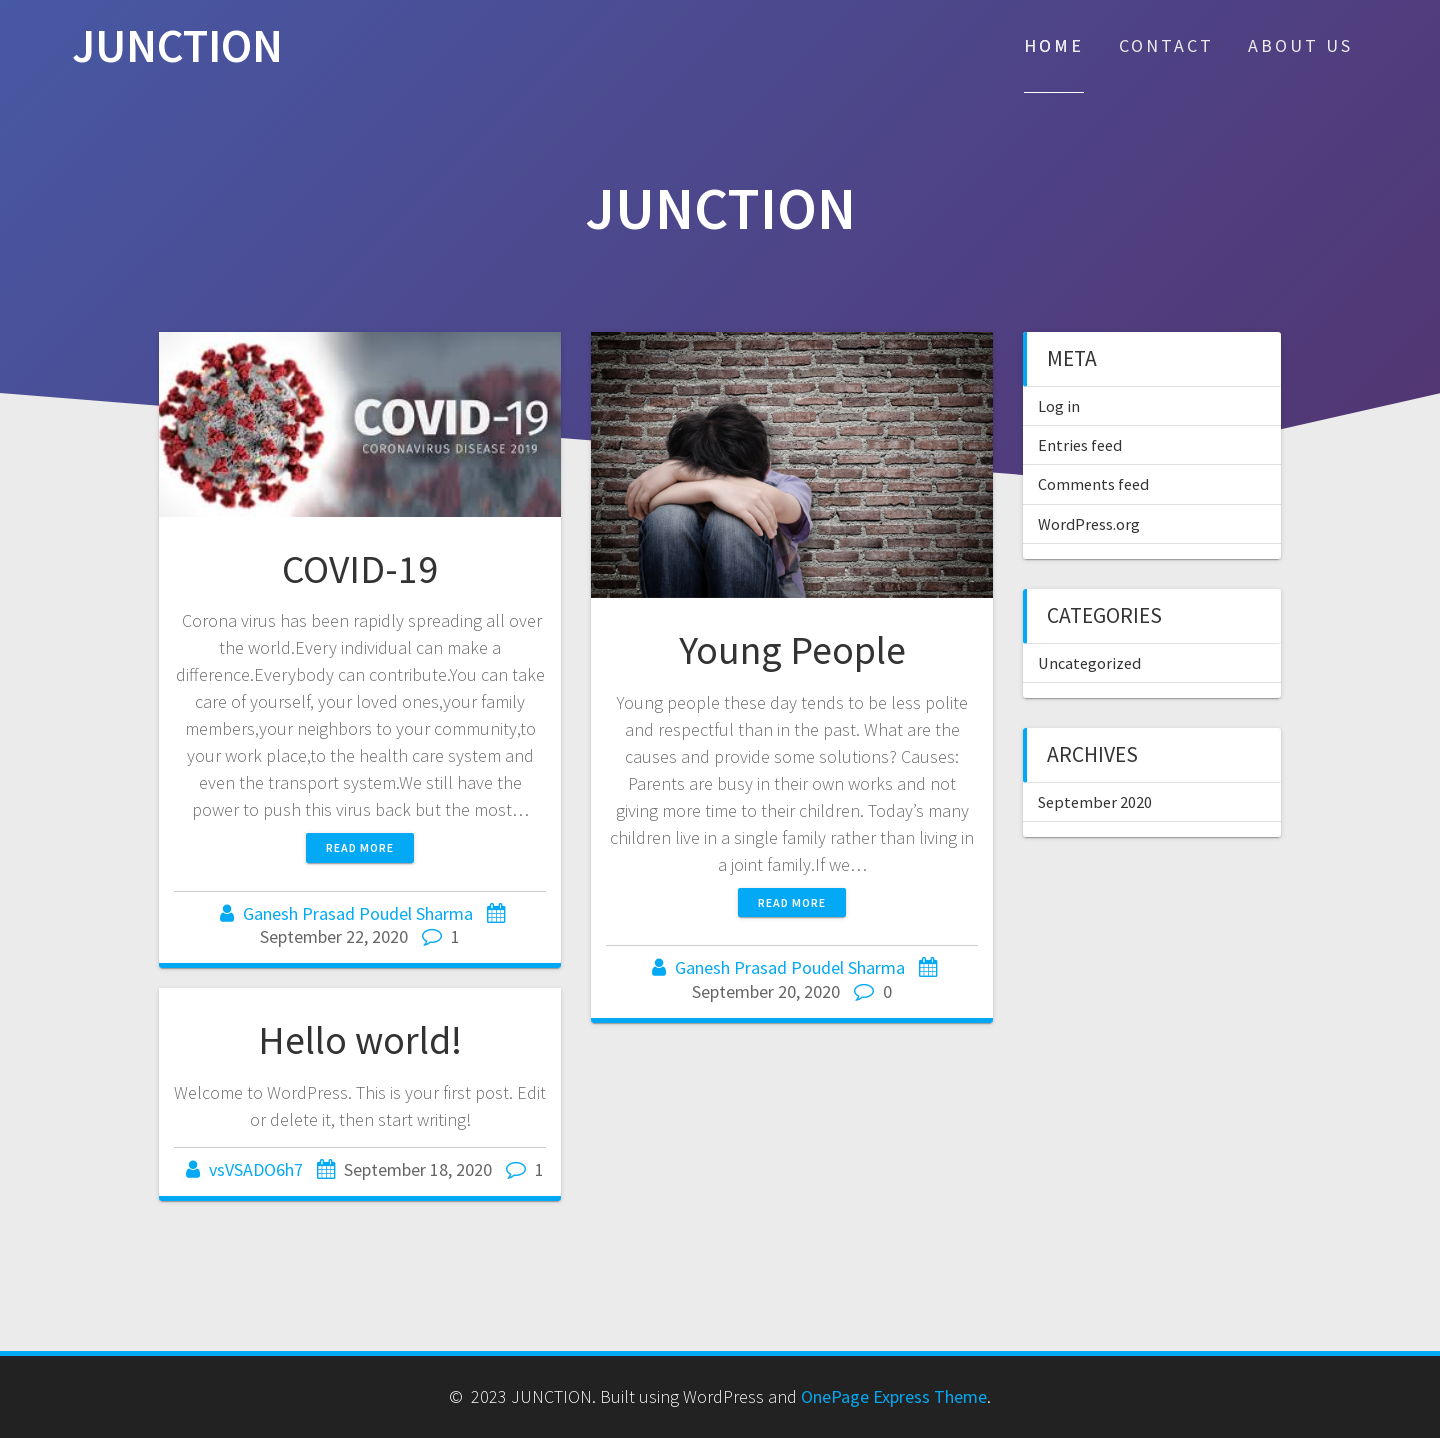 JUNCTION
HOME
CONTACT
ABOUT US
JUNCTION
COVID-19
CORONAVIRUS DISEASE 2019
COVID-19
Corona virus has been rapidly spreading all over
the world.Every individual can make a
difference.Everybody can contribute.You can take
care of yourself, your loved ones,your family
members,your neighbors to your community,to
your work place,to the health care system and
even the transport system.We still have the
power to push this virus back but the most…
READ MORE
Ganesh Prasad Poudel Sharma
September 22, 2020 1
Hello world!
Welcome to WordPress. This is your first post. Edit
or delete it, then start writing!
vsVSADO6h7 September 18, 2020 1
Young People
Young people these day tends to be less polite
and respectful than in the past. What are the
causes and provide some solutions? Causes:
Parents are busy in their own works and not
giving more time to their children. Today’s many
children live in a single family rather than living in
a joint family.If we…
READ MORE
Ganesh Prasad Poudel Sharma
September 20, 2020 0
META
Log in
Entries feed
Comments feed
WordPress.org
CATEGORIES
Uncategorized
ARCHIVES
September 2020
© 2023 JUNCTION. Built using WordPress and OnePage Express Theme.